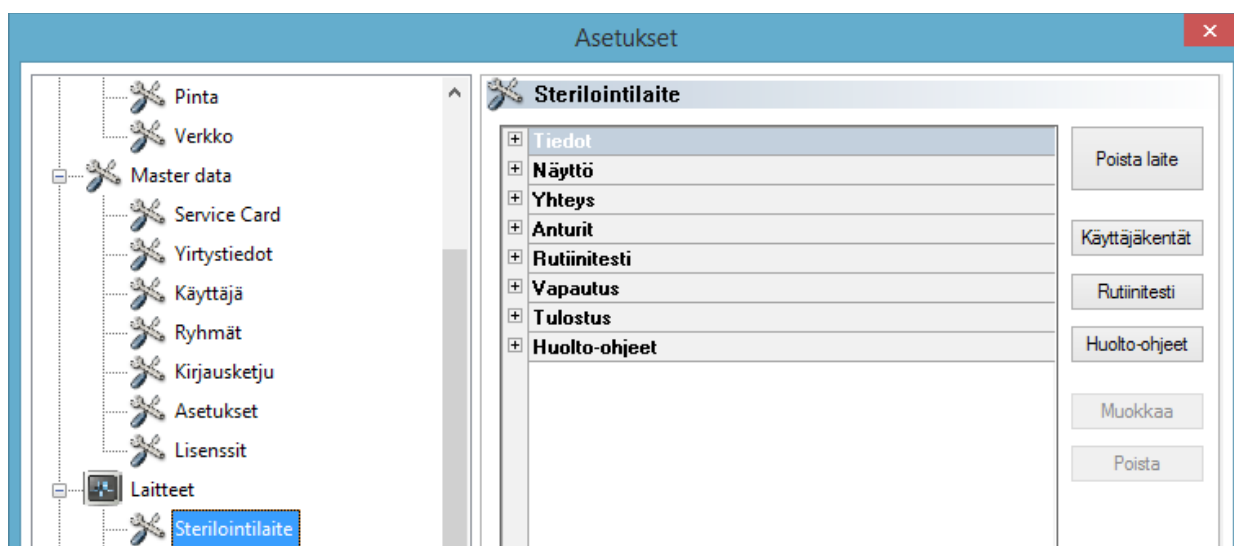 Asetukset
Pinta
Verkko
Master data
Service Card
Yirtystiedot
Käyttäjä
Ryhmät
Kirjausketju
Asetukset
Lisenssit
Laitteet
Sterilointilaite
Sterilointilaite
Tiedot
Näyttö
Yhteys
Anturit
Rutiinitesti
Vapautus
Tulostus
Huolto-ohjeet
Poista laite
Käyttäjäkentät
Rutiinitesti
Huolto-ohjeet
Muokkaa
Poista